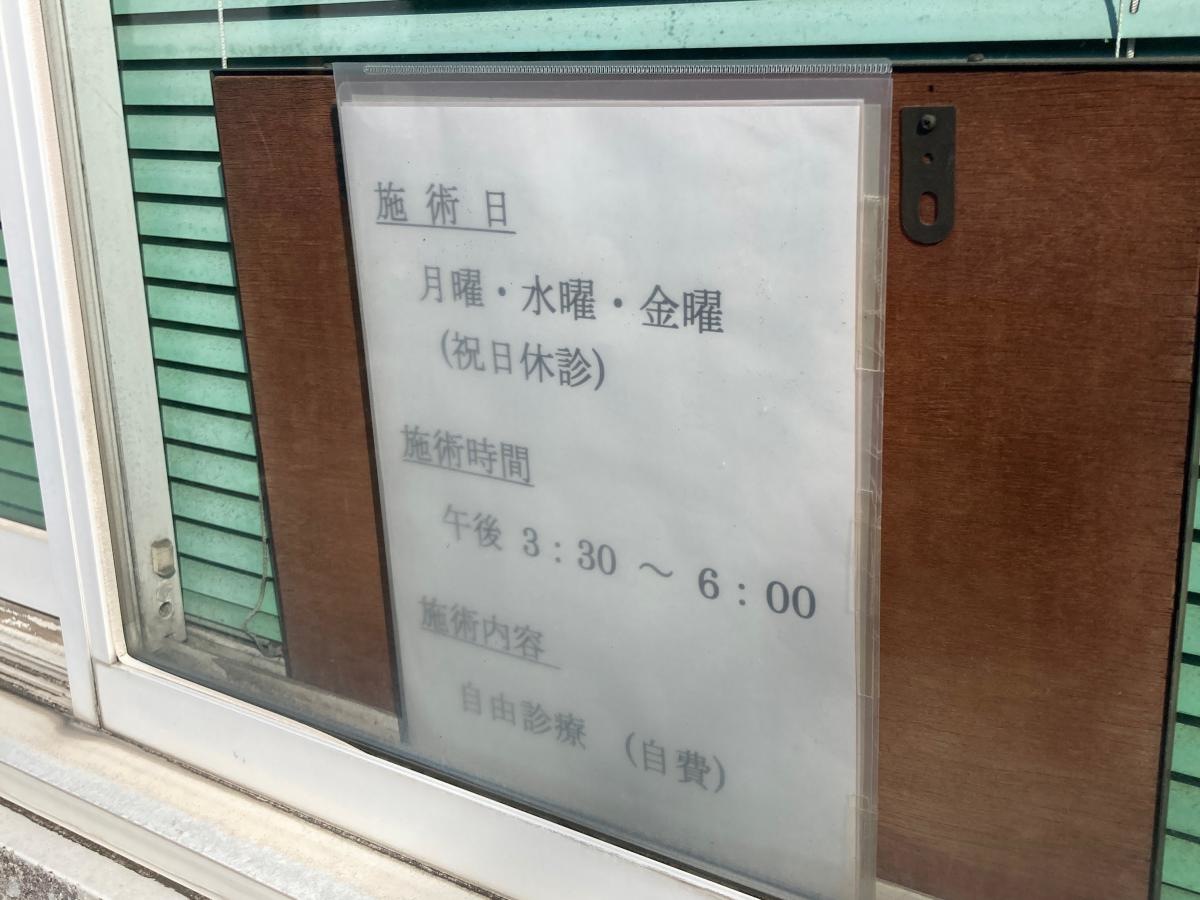 施術日
月曜・水曜・金曜
(祝日休診)
施術時間
午後 3:30 ～ 6:00
施術内容
自由診療 (自費)